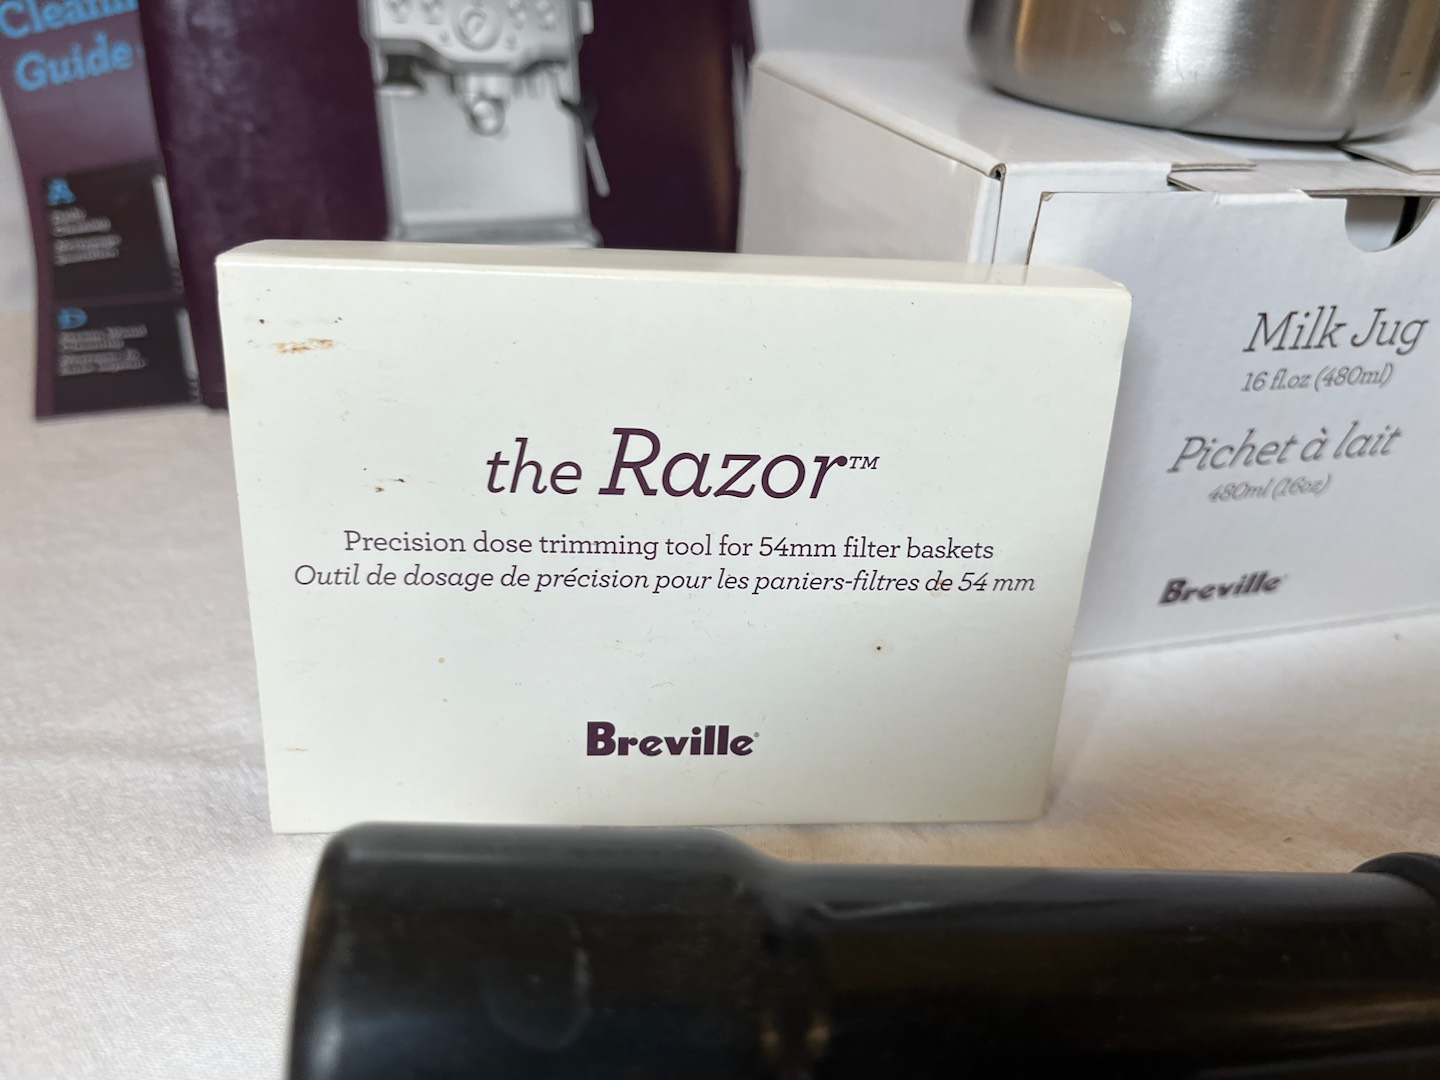 Cleaning
Guide
A
D
the Razor™
Precision dose trimming tool for 54mm filter baskets
Outil de dosage de précision pour les paniers-filtres de 54 mm
Breville®
Milk Jug
16 fl.oz (480ml)
Pichet à lait
480ml (16oz)
Breville